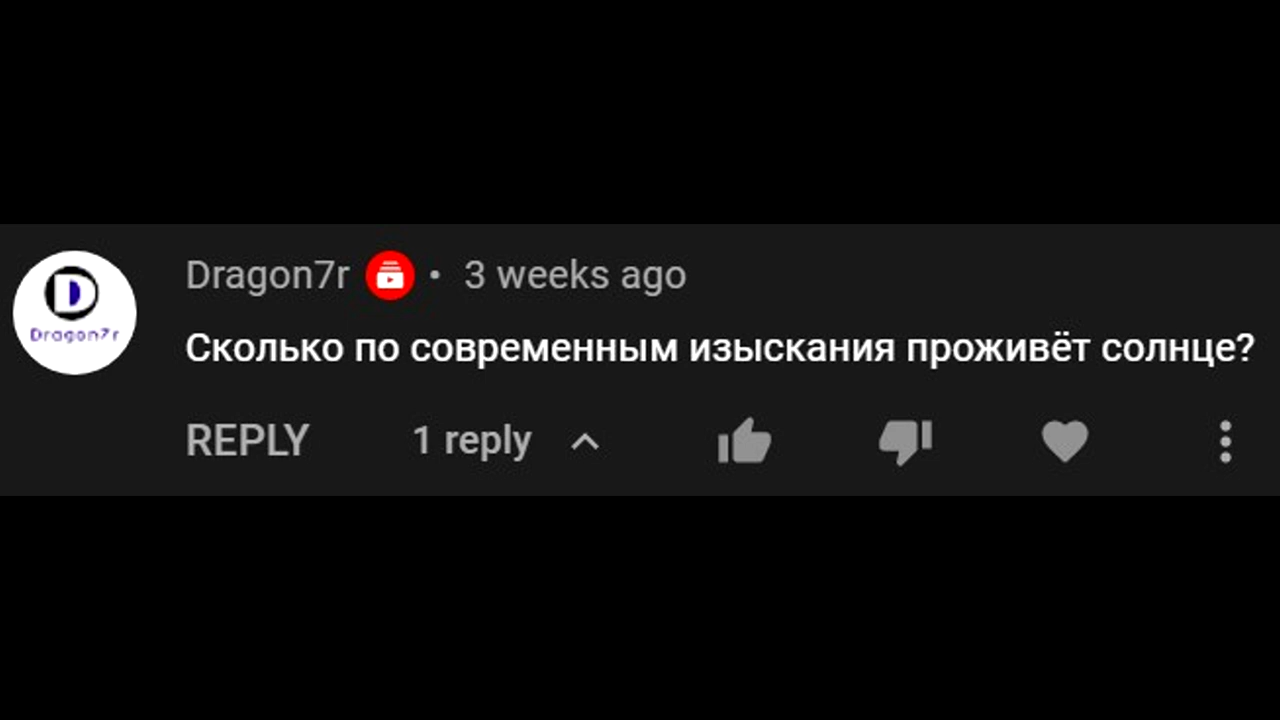 Dragon7r • 3 weeks ago
D
Dragon7r
Сколько по современным изыскания проживёт солнце?
REPLY 1 reply